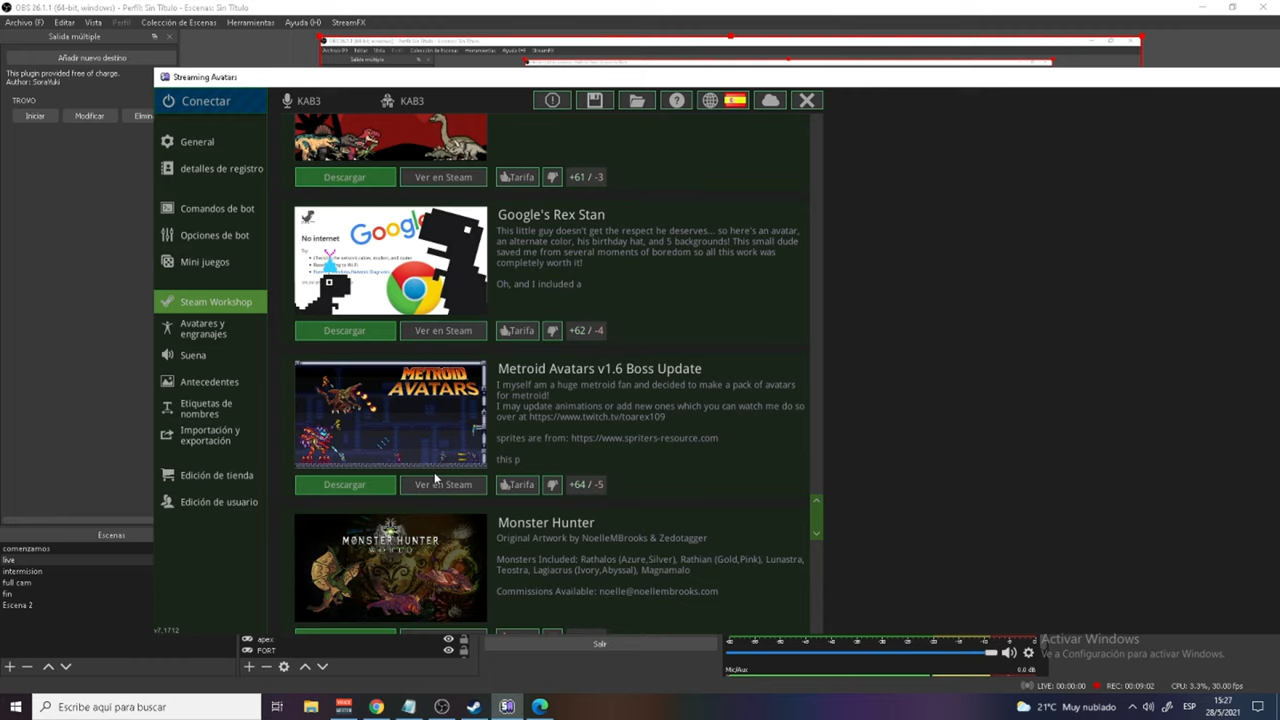 OBS 26.1.1 (64-bit, windows) - Perfil: Sin Título - Escenas: Sin Título
Archivo (F) Editar Vista Perfil Colección de Escenas Herramientas Ayuda (H) StreamFX
Salida múltiple
Añadir nuevo destino
This plugin provided free of charge.
Author: SoraYuki
TROVO
Iniciar Modificar Elimin
Streaming Avatars
Conectar KAB3 KAB3
General
detalles de registro
Comandos de bot
Opciones de bot
Mini juegos
Steam Workshop
Avatares y
engranajes
Suena
Antecedentes
Etiquetas de
nombres
Importación y
exportación
Edición de tienda
Edición de usuario
v7.1712
Descargar Ver en Steam Tarifa +61 / -3
No internet
Google
Google's Rex Stan
This little guy doesn't get the respect he deserves... so here's an avatar,
an alternate color, his birthday hat, and 5 backgrounds! This small dude
saved me from several moments of boredom so all this work was
completely worth it!
Oh, and I included a
Descargar Ver en Steam Tarifa +62 / -4
METROID
AVATARS
Metroid Avatars v1.6 Boss Update
I myself am a huge metroid fan and decided to make a pack of avatars
for metroid!
I may update animations or add new ones which you can watch me do so
over at https://www.twitch.tv/toarex109
sprites are from: https://www.spriters-resource.com
this p
Descargar Ver en Steam Tarifa +64 / -5
MONSTER HUNTER
WORLD
Monster Hunter
Original Artwork by NoelleMBrooks & Zedotagger
Monsters Included: Rathalos (Azure,Silver), Rathian (Gold,Pink), Lunastra,
Teostra, Lagiacrus (Ivory,Abyssal), Magnamalo
Commissions Available: noelle@noellembrooks.com
Escenas
comenzamos
live
intermision
full cam
fin
Escena 2
apex
FORT
Salir
Mic/Aux 0.0 dB
Activar Windows
Ve a Configuración para activar Windows.
LIVE: 00:00:00 REC: 00:09:02 CPU: 3.3%, 30.00 fps
Escribe aquí para buscar
21°C Muy nublado ESP 15:27
28/5/2021